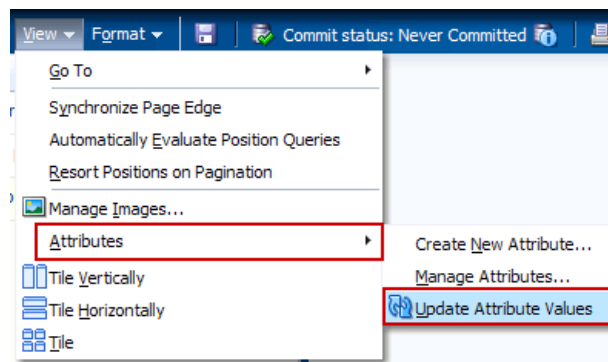 View Format Commit status: Never Committed
Go To
Synchronize Page Edge
Automatically Evaluate Position Queries
Resort Positions on Pagination
Manage Images...
Attributes
Create New Attribute...
Tile Vertically
Manage Attributes...
Tile Horizontally
Update Attribute Values
Tile